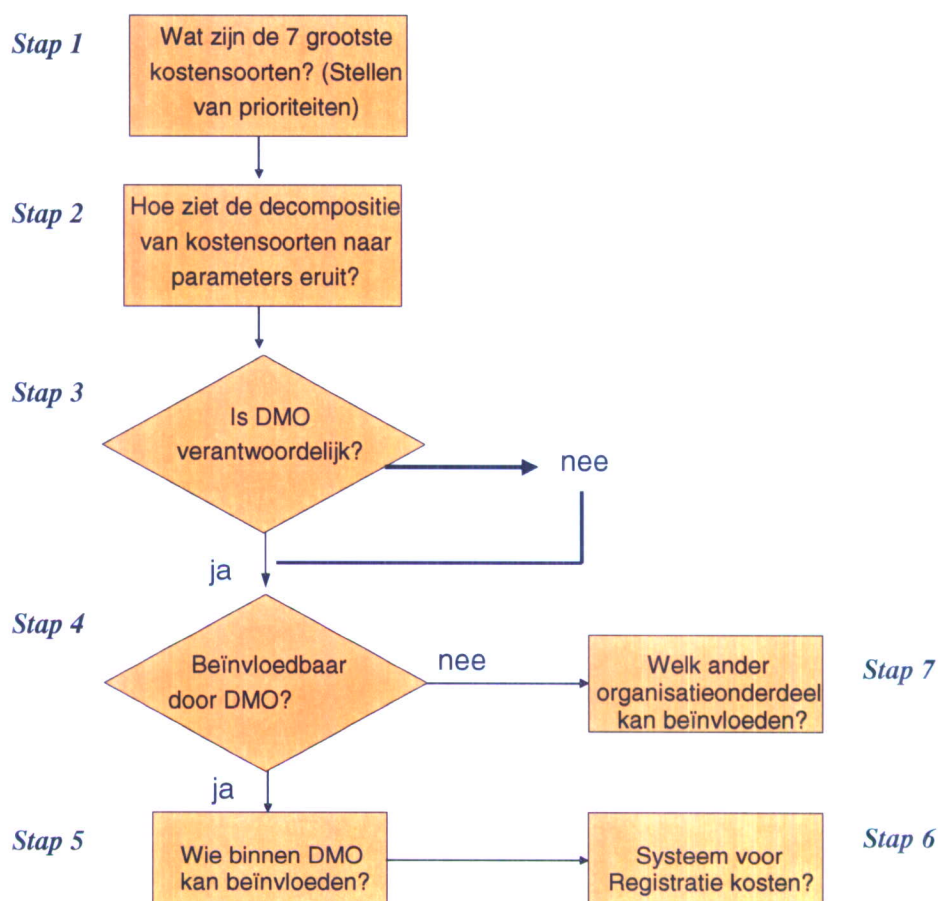 Stap 1
Wat zijn de 7 grootste
kostensoorten? (Stellen
van prioriteiten)
Stap 2
Hoe ziet de decompositie
van kostensoorten naar
parameters eruit?
Stap 3
Is DMO
verantwoordelijk?
nee
ja
Stap 4
Beïnvloedbaar
door DMO?
nee
Welk ander
organisatieonderdeel
kan beïnvloeden?
Stap 7
ja
Stap 5
Wie binnen DMO
kan beïnvloeden?
Systeem voor
Registratie kosten?
Stap 6